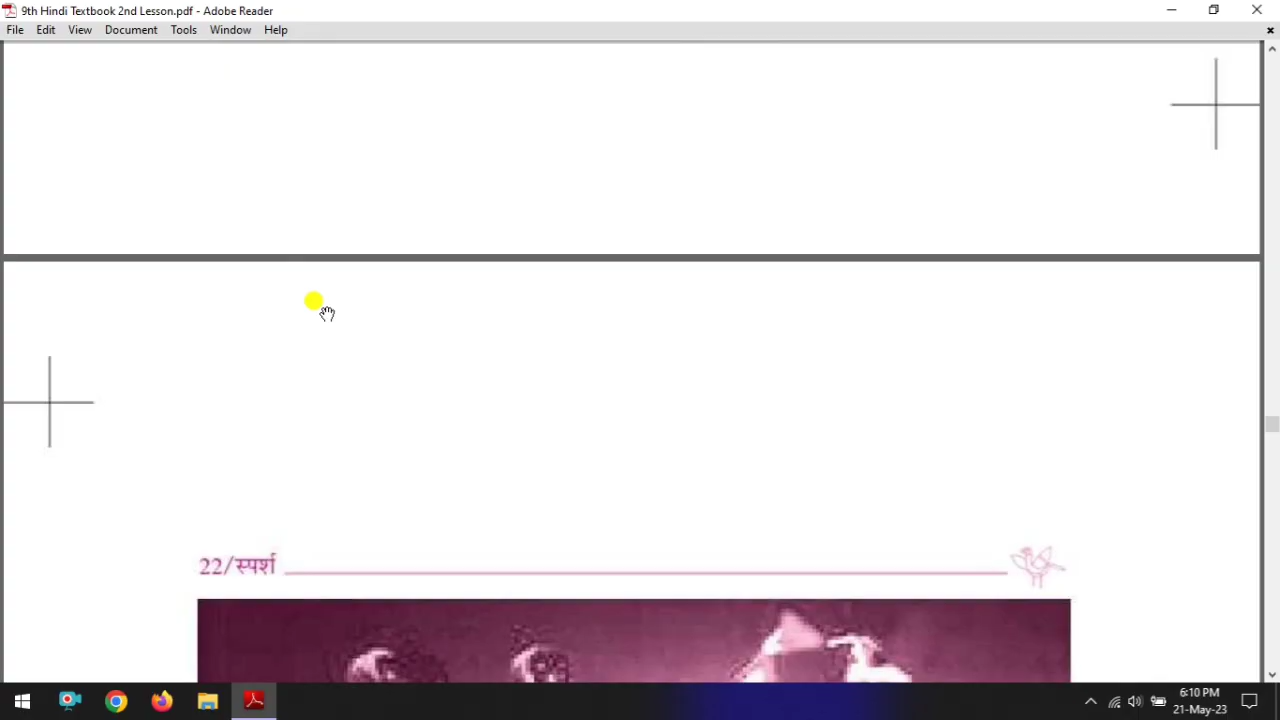 9th Hindi Textbook 2nd Lesson.pdf - Adobe Reader
File Edit View Document Tools Window Help
22/स्पर्श
6:10 PM
21-May-23